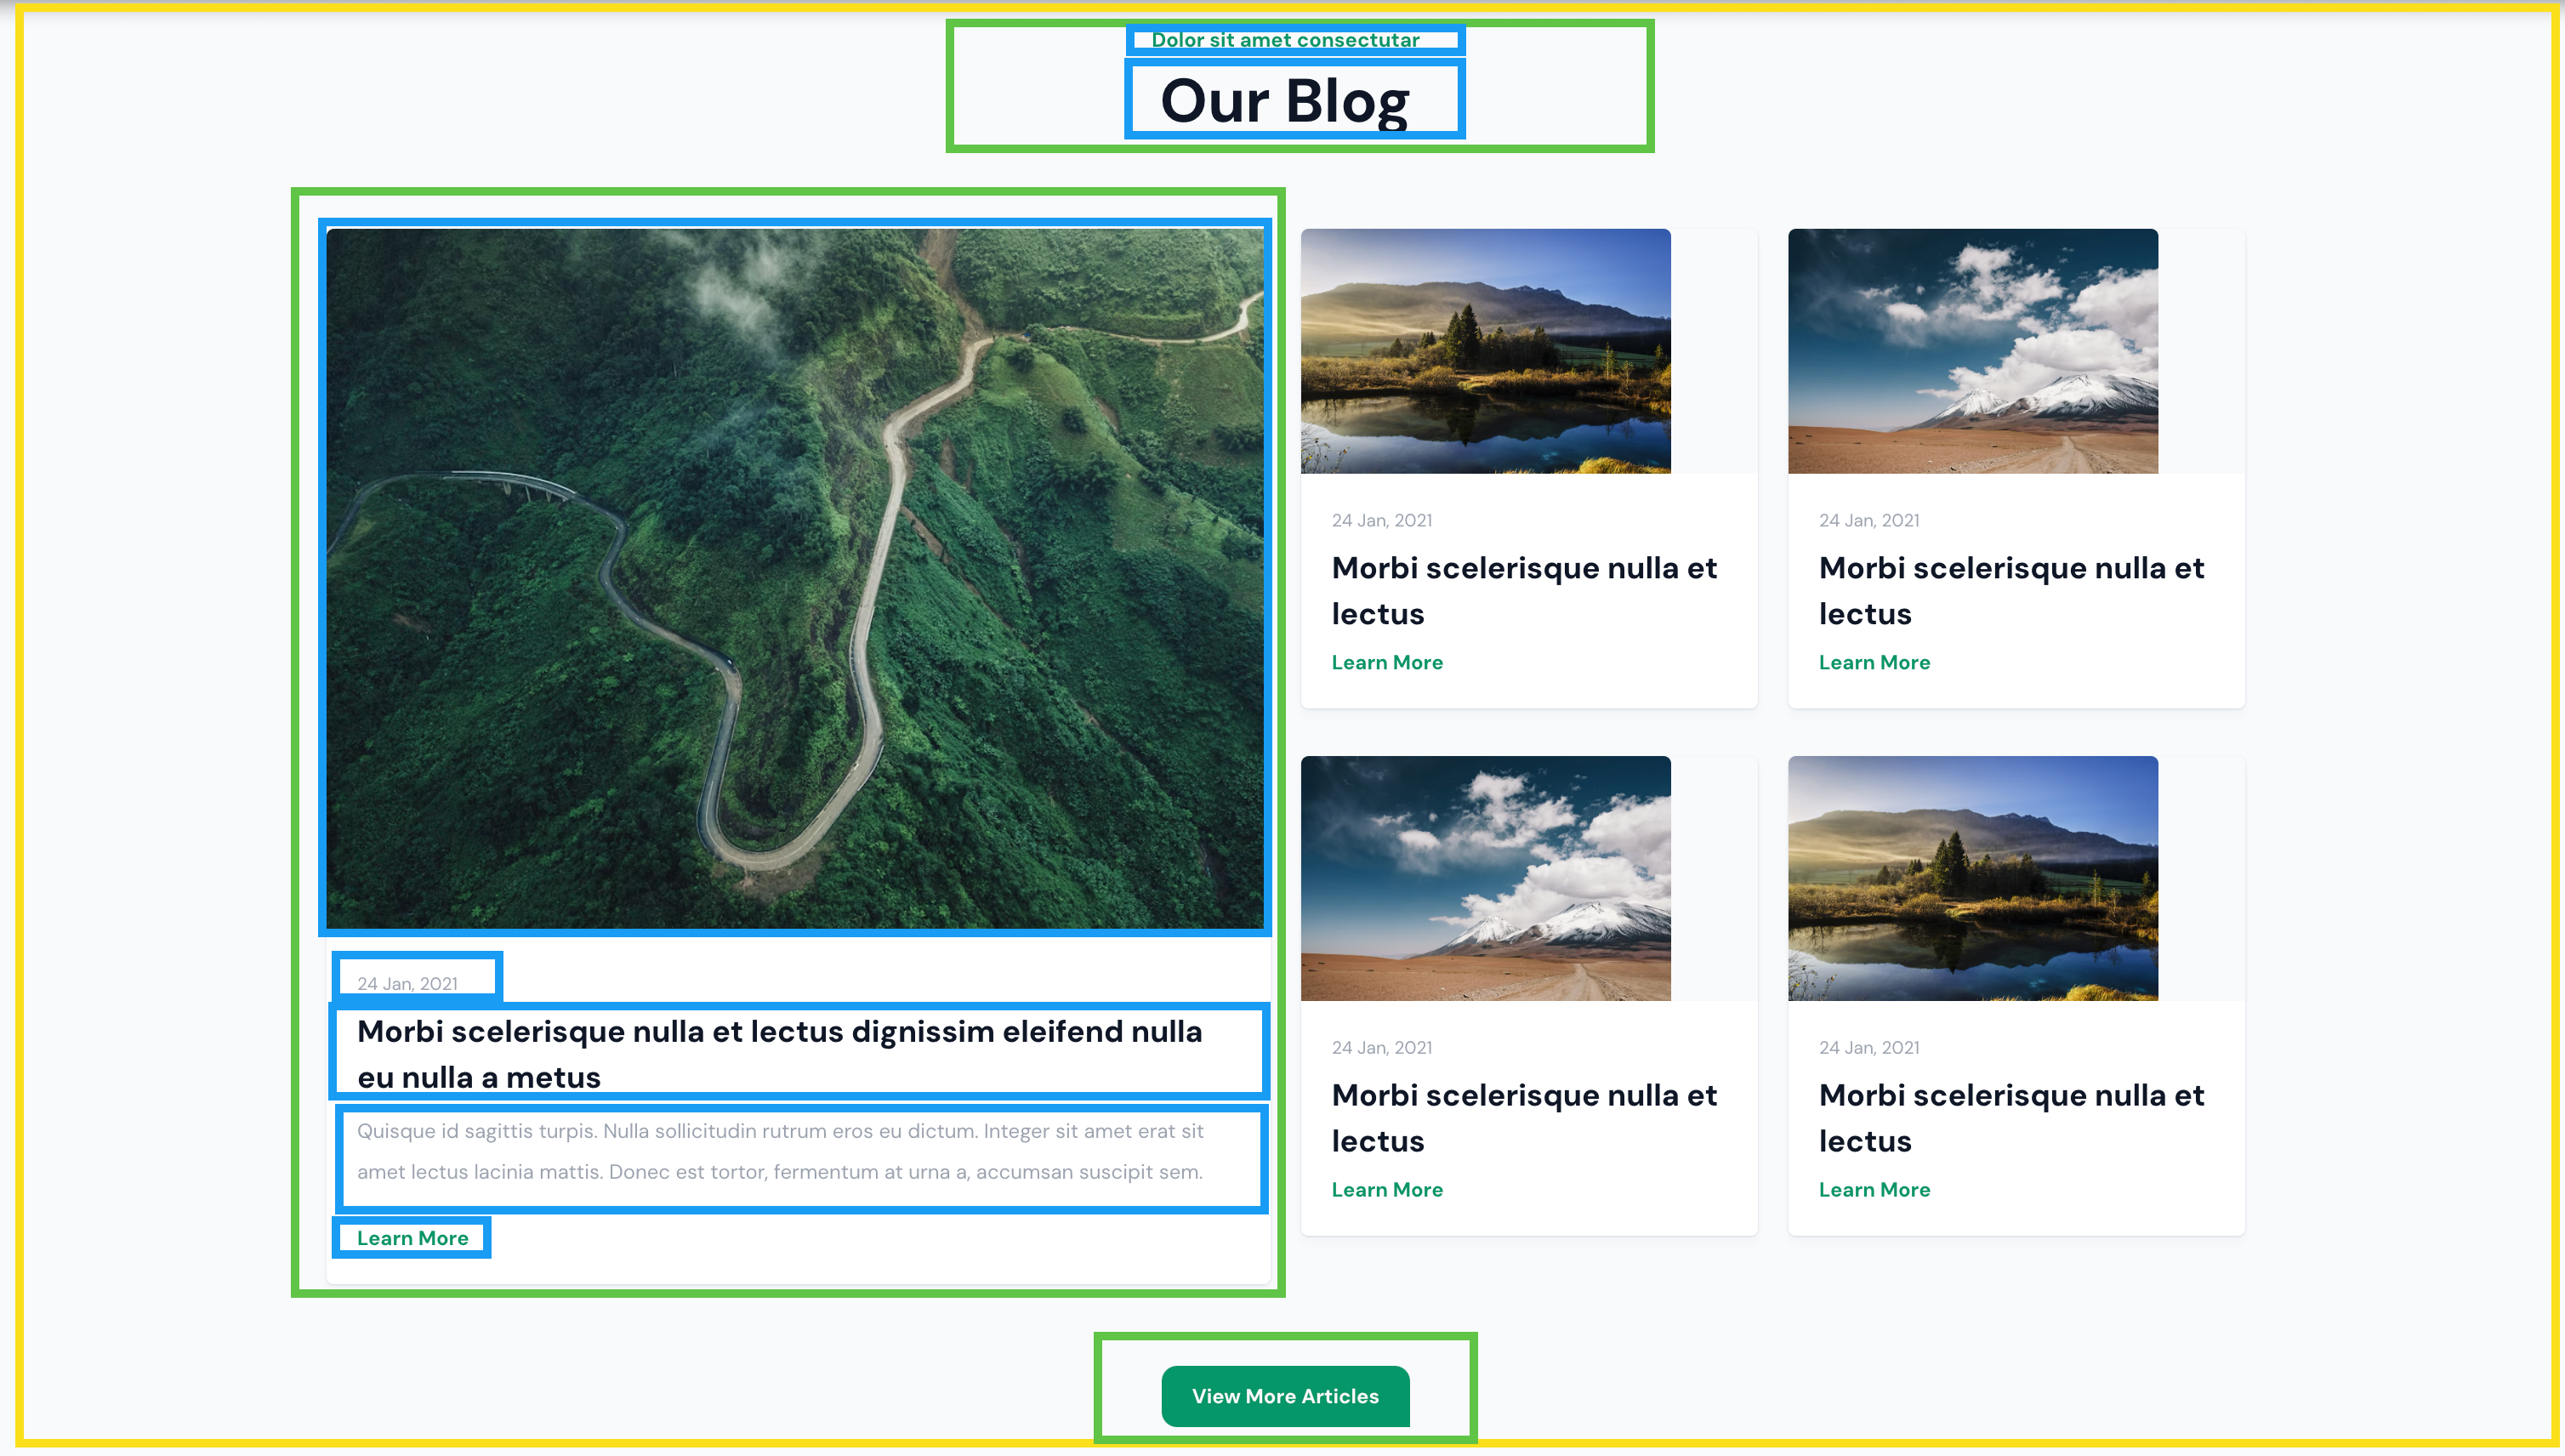 Dolor sit amet consectutar
Our Blog
24 Jan, 2021
Morbi scelerisque nulla et lectus dignissim eleifend nulla
eu nulla a metus
Quisque id sagittis turpis. Nulla sollicitudin rutrum eros eu dictum. Integer sit amet erat sit
amet lectus lacinia mattis. Donec est tortor, fermentum at urna a, accumsan suscipit sem.
Learn More
24 Jan, 2021
Morbi scelerisque nulla et
lectus
Learn More
24 Jan, 2021
Morbi scelerisque nulla et
lectus
Learn More
24 Jan, 2021
Morbi scelerisque nulla et
lectus
Learn More
24 Jan, 2021
Morbi scelerisque nulla et
lectus
Learn More
View More Articles